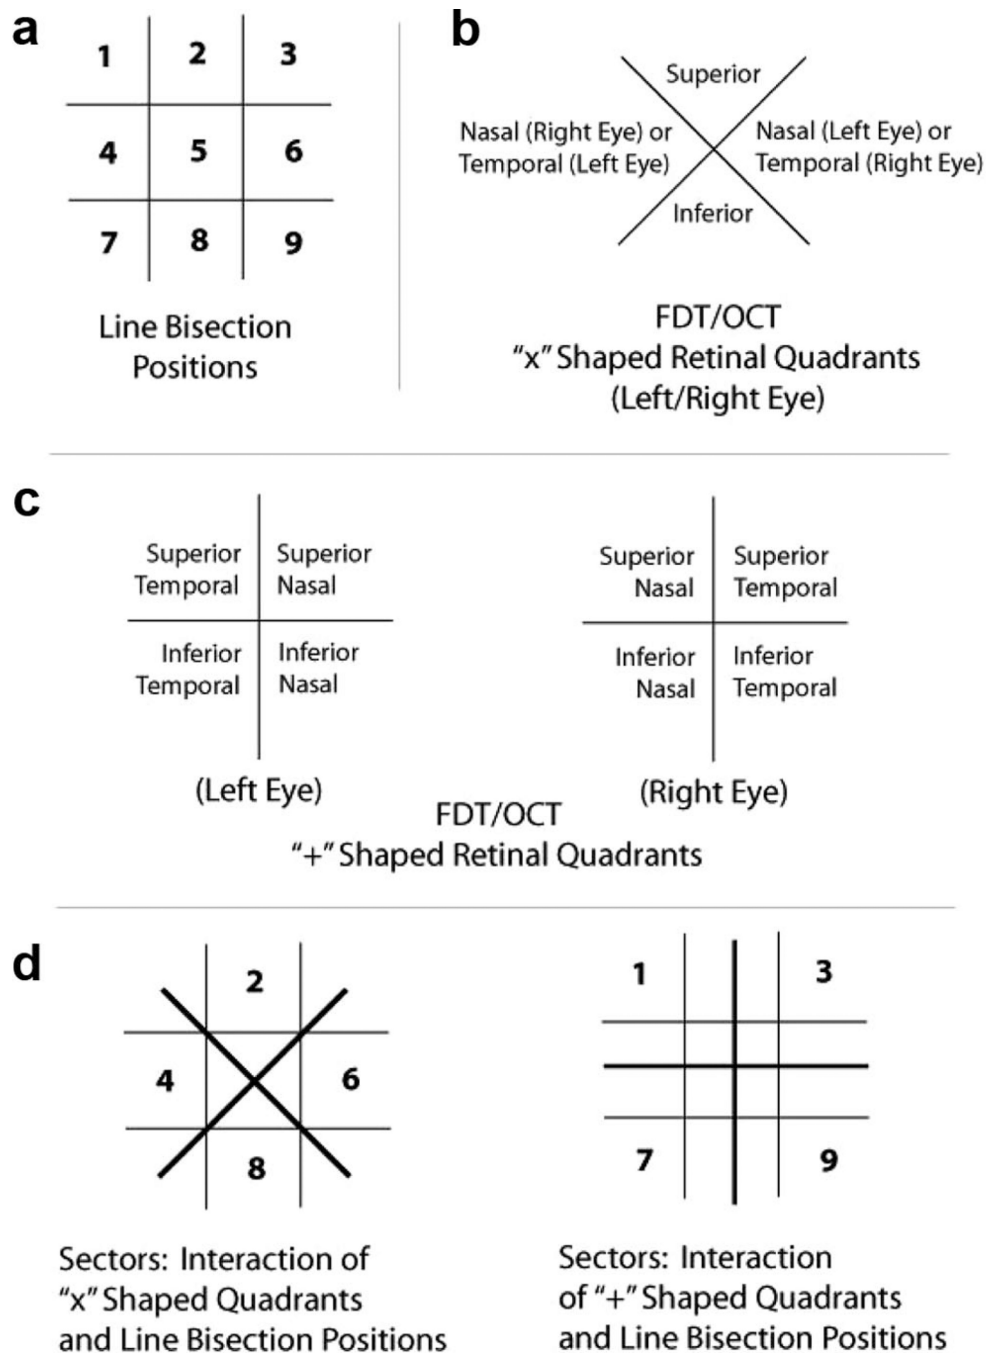 a
1 2 3
4 5 6
7 8 9
Line Bisection
Positions
b
Superior
Nasal (Right Eye) or
Temporal (Left Eye)
Nasal (Left Eye) or
Temporal (Right Eye)
Inferior
FDT/OCT
“x” Shaped Retinal Quadrants
(Left/Right Eye)
c
Superior
Temporal
Superior
Nasal
Inferior
Temporal
Inferior
Nasal
(Left Eye)
Superior
Nasal
Superior
Temporal
Inferior
Nasal
Inferior
Temporal
(Right Eye)
FDT/OCT
“+” Shaped Retinal Quadrants
d
2
4 6
8
Sectors: Interaction of
“x” Shaped Quadrants
and Line Bisection Positions
1 3
7 9
Sectors: Interaction
of “+” Shaped Quadrants
and Line Bisection Positions